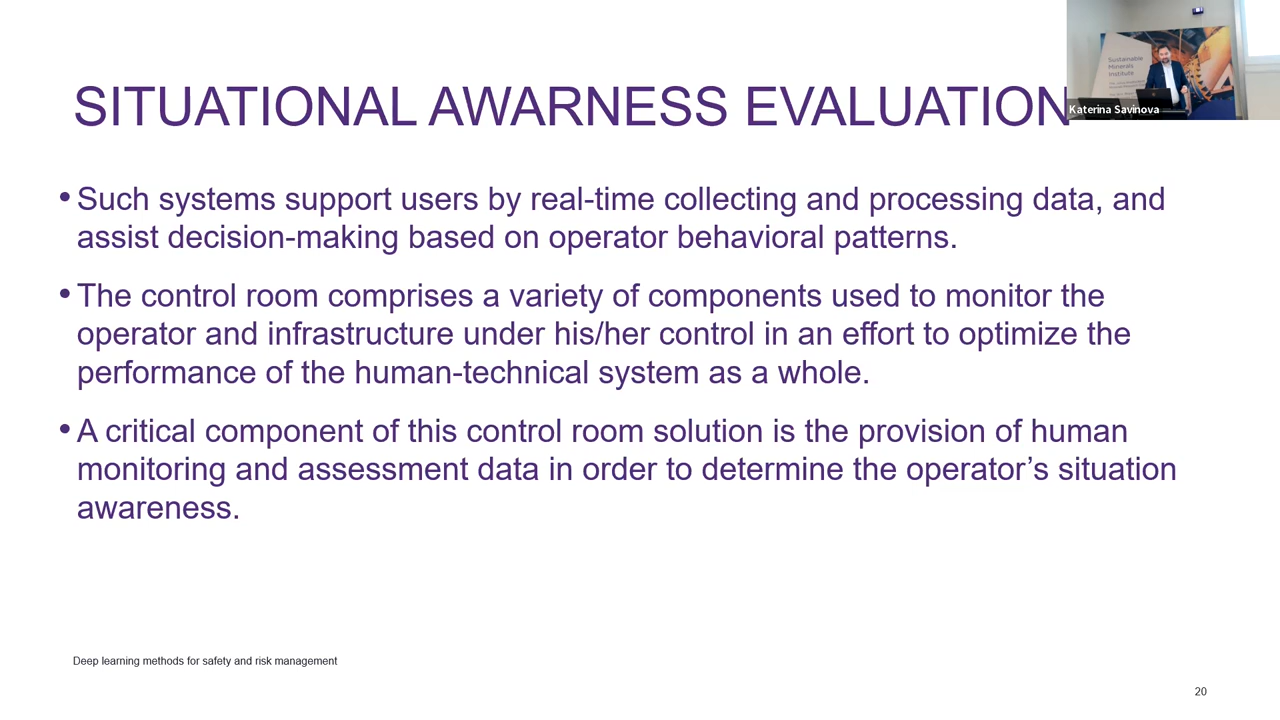 SITUATIONAL AWARNESS EVALUATION
Sustainable
Minerals
Institute
Katerina Savinova
• Such systems support users by real-time collecting and processing data, and
assist decision-making based on operator behavioral patterns.
• The control room comprises a variety of components used to monitor the
operator and infrastructure under his/her control in an effort to optimize the
performance of the human-technical system as a whole.
• A critical component of this control room solution is the provision of human
monitoring and assessment data in order to determine the operator’s situation
awareness.
Deep learning methods for safety and risk management
20